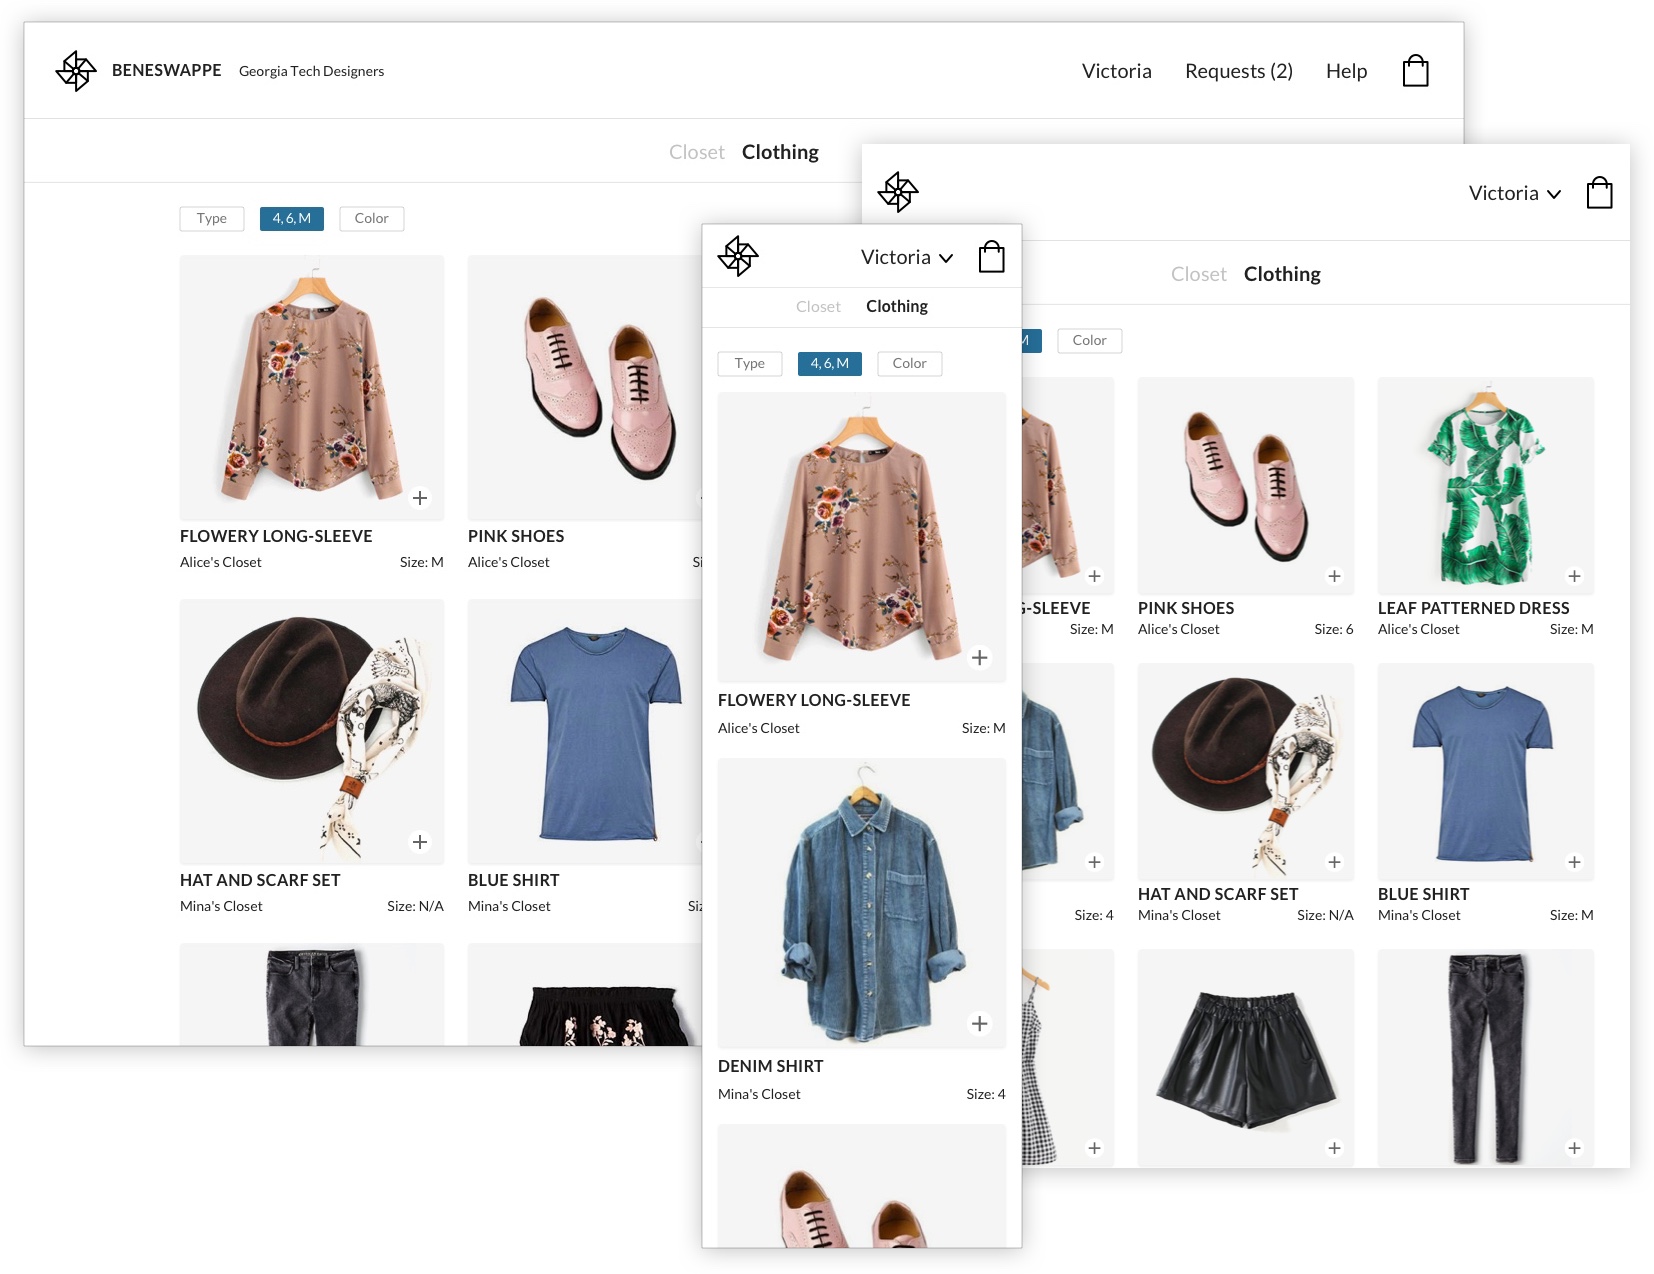 BENESWAPPE Georgia Tech Designers
Victoria Requests (2) Help
Closet Clothing
Type 4, 6, M Color
FLOWERY LONG-SLEEVE
Alice's Closet Size: M
PINK SHOES
Alice's Closet
HAT AND SCARF SET
Mina's Closet Size: N/A
BLUE SHIRT
Mina's Closet
Victoria
Closet Clothing
Type 4, 6, M Color
FLOWERY LONG-SLEEVE
Alice's Closet Size: M
DENIM SHIRT
Mina's Closet Size: 4
Victoria
Closet Clothing
M Color
-SLEEVE
Size: M
PINK SHOES
Alice's Closet Size: 6
LEAF PATTERNED DRESS
Alice's Closet Size: M
Size: 4
HAT AND SCARF SET
Mina's Closet Size: N/A
BLUE SHIRT
Mina's Closet Size: M